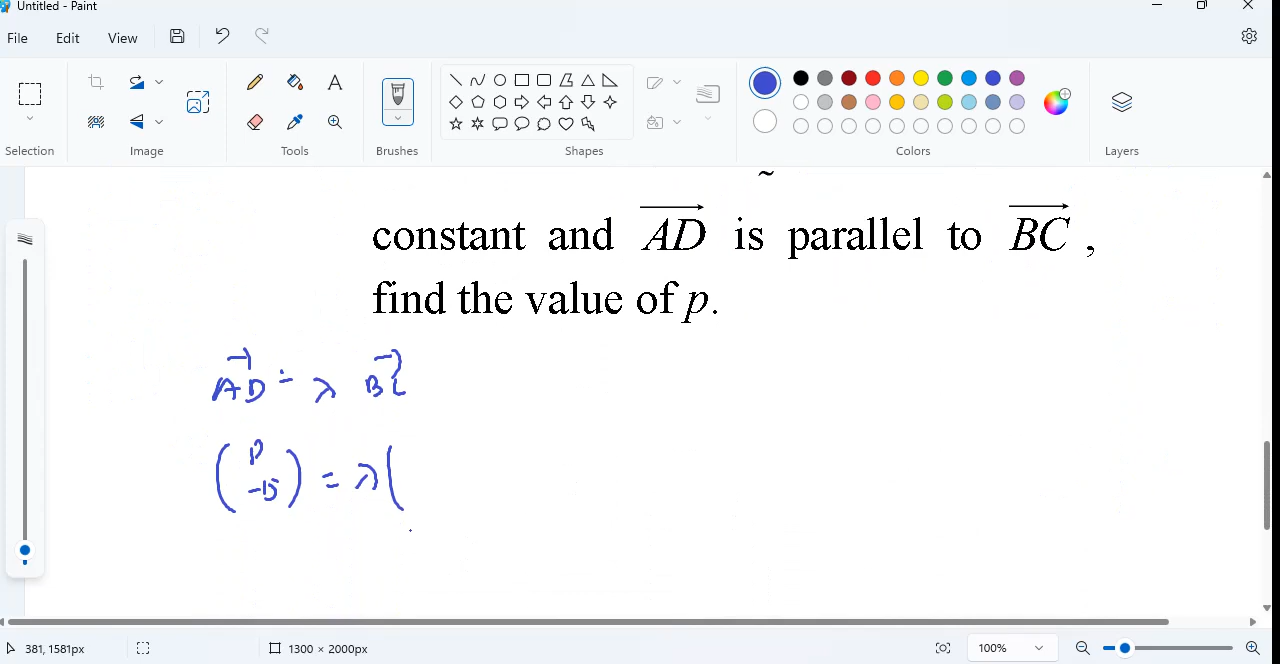 Untitled - Paint
File Edit View
Selection Image Tools Brushes Shapes Colors Layers
~
constant and →AD is parallel to →BC ,
find the value of p.
→AD = λ →BC
( p -15 ) = λ (
381, 1581px 1300 × 2000px 100%